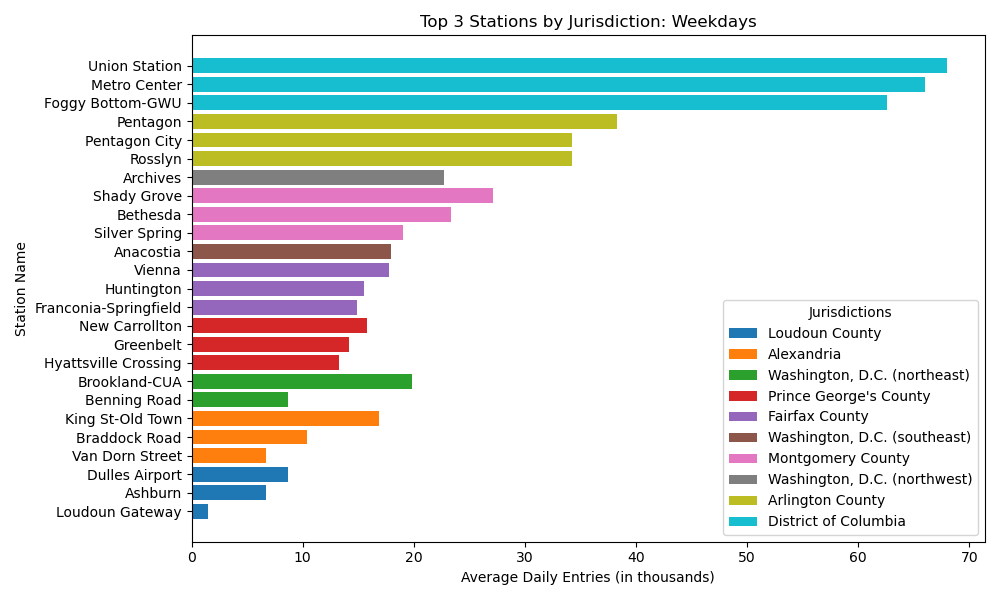 Top 3 Stations by Jurisdiction: Weekdays
Station Name
Union Station
Metro Center
Foggy Bottom-GWU
Pentagon
Pentagon City
Rosslyn
Archives
Shady Grove
Bethesda
Silver Spring
Anacostia
Vienna
Huntington
Franconia-Springfield
New Carrollton
Greenbelt
Hyattsville Crossing
Brookland-CUA
Benning Road
King St-Old Town
Braddock Road
Van Dorn Street
Dulles Airport
Ashburn
Loudoun Gateway
Jurisdictions
Loudoun County
Alexandria
Washington, D.C. (northeast)
Prince George's County
Fairfax County
Washington, D.C. (southeast)
Montgomery County
Washington, D.C. (northwest)
Arlington County
District of Columbia
0 10 20 30 40 50 60 70
Average Daily Entries (in thousands)